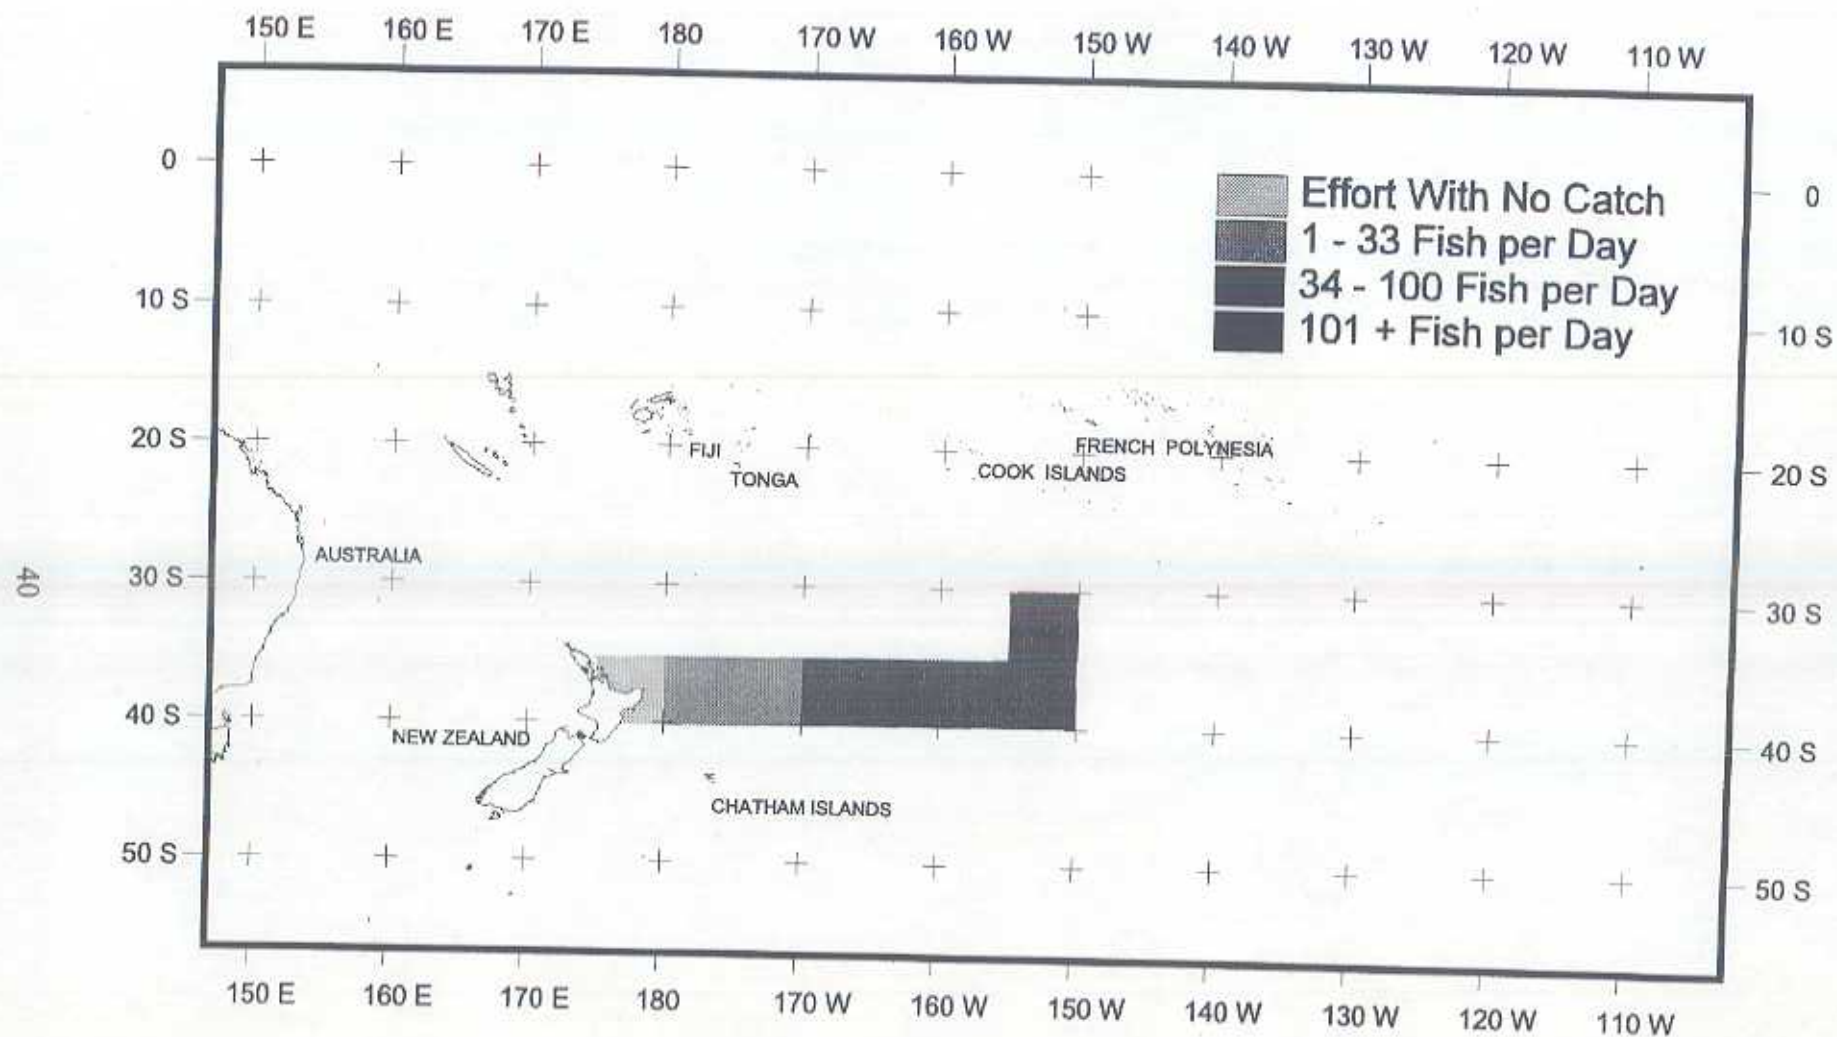 150 E 160 E 170 E 180 170 W 160 W 150 W 140 W 130 W 120 W 110 W
0 0
Effort With No Catch
1 - 33 Fish per Day
34 - 100 Fish per Day
101 + Fish per Day
10 S 10 S
20 S 20 S
FIJI
TONGA
COOK ISLANDS
FRENCH POLYNESIA
AUSTRALIA
30 S 30 S
40 S 40 S
NEW ZEALAND
CHATHAM ISLANDS
50 S 50 S
150 E 160 E 170 E 180 170 W 160 W 150 W 140 W 130 W 120 W 110 W
40